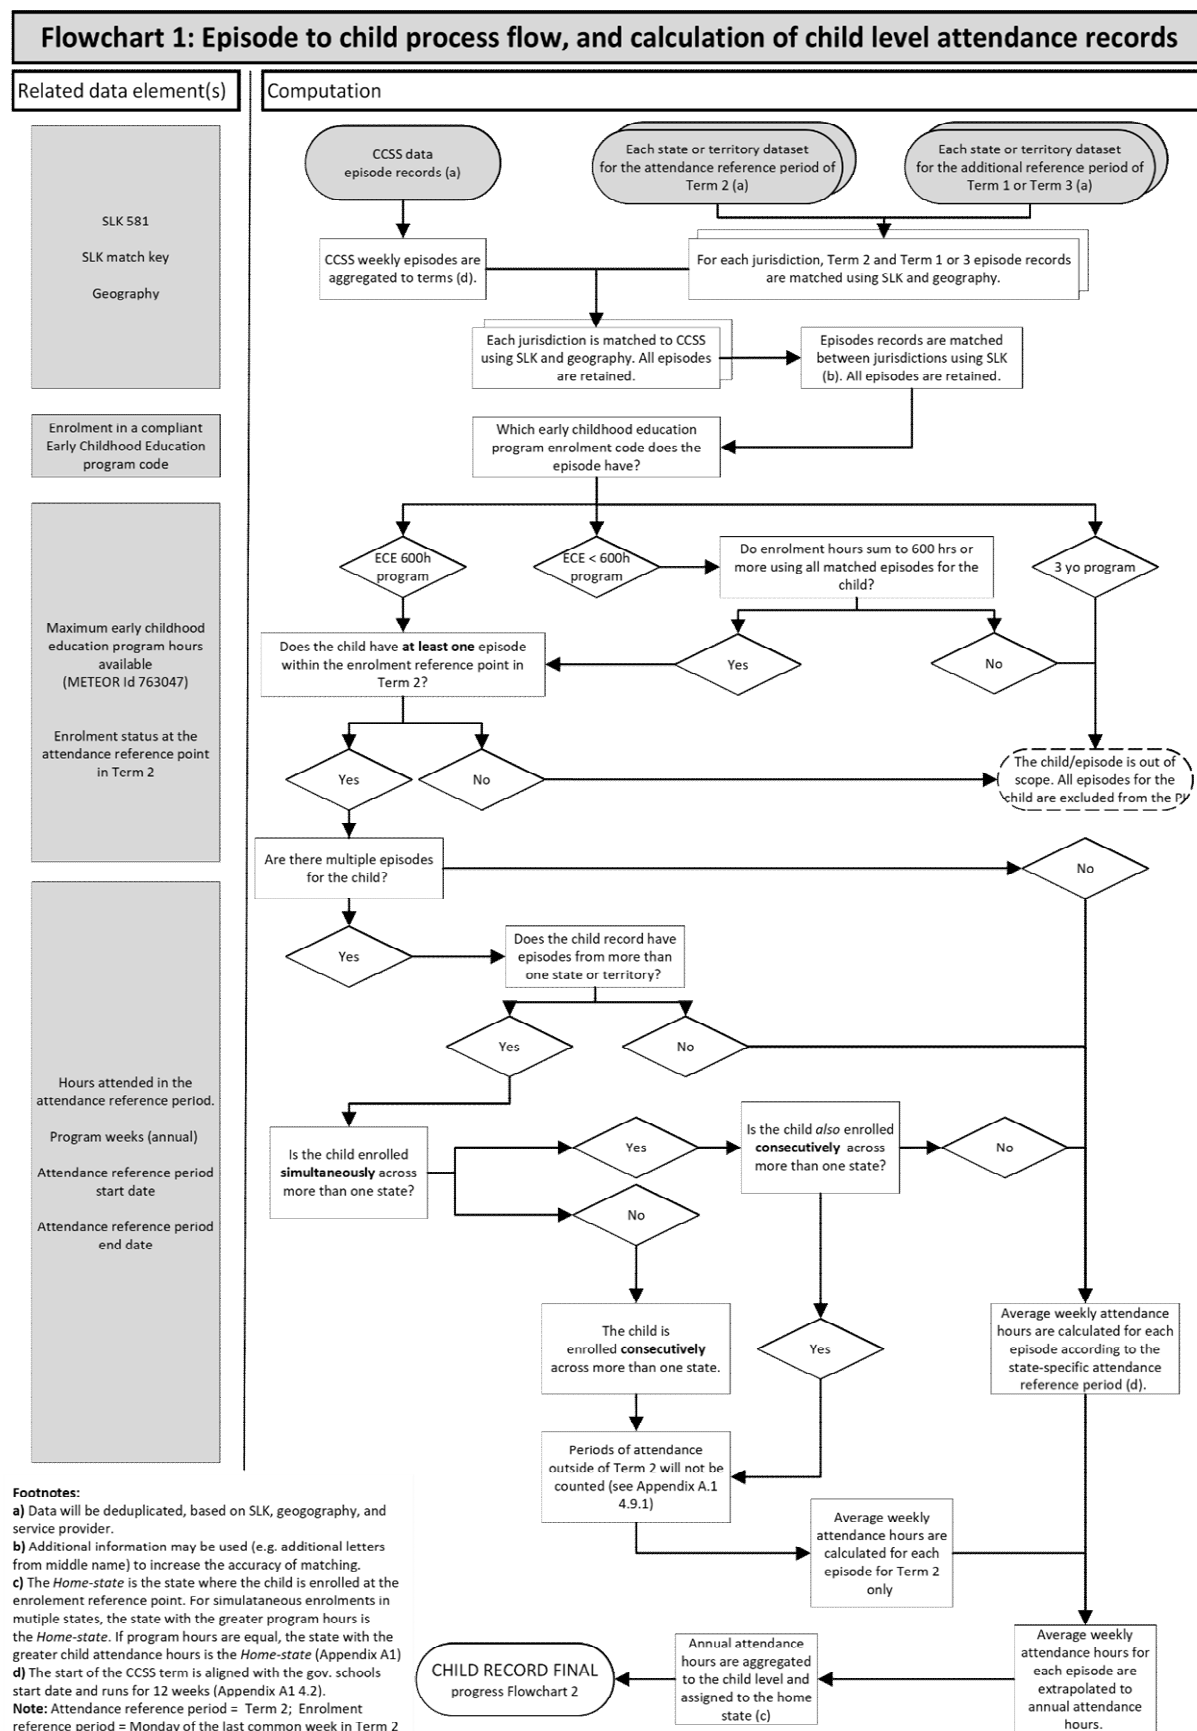 Flowchart 1: Episode to child process flow, and calculation of child level attendance records
Related data element(s)
Computation
SLK 581
SLK match key
Geography
CCSS data
episode records (a)
Each state or territory dataset
for the attendance reference period of
Term 2 (a)
Each state or territory dataset
for the additional reference period of
Term 1 or Term 3 (a)
CCSS weekly episodes are
aggregated to terms (d).
For each jurisdiction, Term 2 and Term 1 or 3 episode records
are matched using SLK and geography.
Each jurisdiction is matched to CCSS
using SLK and geography. All episodes
are retained.
Episodes records are matched
between jurisdictions using SLK
(b). All episodes are retained.
Enrolment in a compliant
Early Childhood Education
program code
Which early childhood education
program enrolment code does the
episode have?
Maximum early childhood
education program hours
available
(METEOR Id 763047)
Enrolment status at the
attendance reference point
in Term 2
ECE 600h
program
ECE < 600h
program
Do enrolment hours sum to 600 hrs or
more using all matched episodes for the
child?
3 yo program
Does the child have at least one episode
within the enrolment reference point in
Term 2?
Yes
No
Yes
No
The child/episode is out of
scope. All episodes for the
child are excluded from the PI
Are there multiple episodes
for the child?
No
Yes
Does the child record have
episodes from more than
one state or territory?
Yes
No
Hours attended in the
attendance reference period.
Program weeks (annual)
Attendance reference period
start date
Attendance reference period
end date
Is the child enrolled
simultaneously across
more than one state?
Yes
Is the child also enrolled
consecutively across
more than one state?
No
No
The child is
enrolled consecutively
across more than one state.
Yes
Average weekly attendance
hours are calculated for each
episode according to the
state-specific attendance
reference period (d).
Periods of attendance
outside of Term 2 will not be
counted (see Appendix A.1
4.9.1)
Average weekly
attendance hours are
calculated for each
episode for Term 2
only
Average weekly
attendance hours for
each episode are
extrapolated to
annual attendance
hours.
Annual attendance
hours are aggregated
to the child level and
assigned to the home
state (c)
CHILD RECORD FINAL
progress Flowchart 2
Footnotes:
a) Data will be deduplicated, based on SLK, geogography, and
service provider.
b) Additional information may be used (e.g. additional letters
from middle name) to increase the accuracy of matching.
c) The Home-state is the state where the child is enrolled at the
enrolement reference point. For simulataneous enrolments in
mutiple states, the state with the greater program hours is
the Home-state. If program hours are equal, the state with the
greater child attendance hours is the Home-state (Appendix A1)
d) The start of the CCSS term is aligned with the gov. schools
start date and runs for 12 weeks (Appendix A1 4.2).
Note: Attendance reference period = Term 2; Enrolment
reference period = Monday of the last common week in Term 2